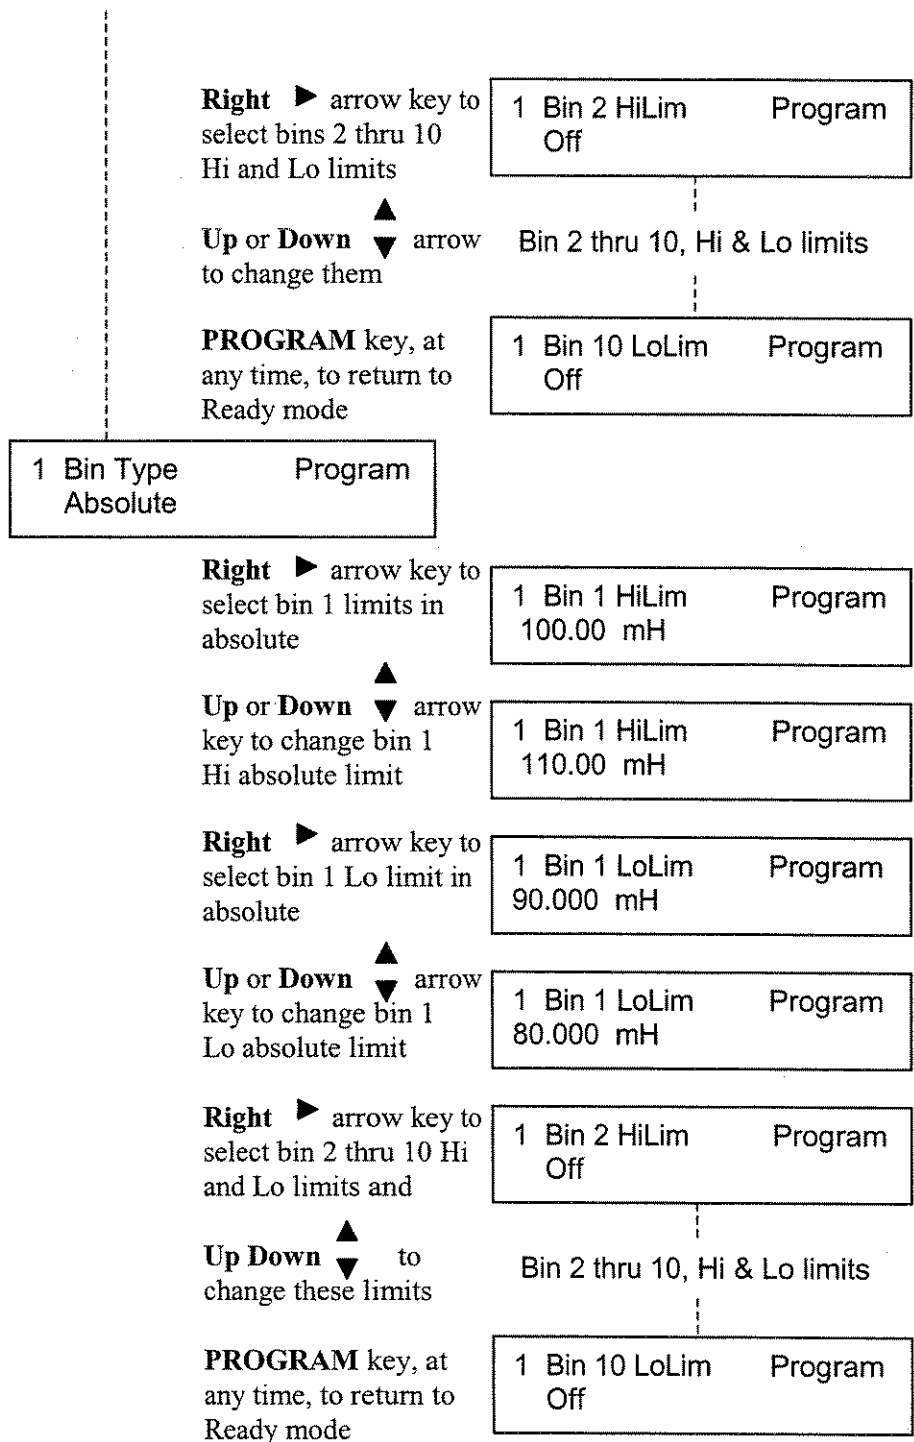 Right ▶ arrow key to
select bins 2 thru 10
Hi and Lo limits
1 Bin 2 HiLim Program
Off
Up or Down ▲▼ arrow
to change them
Bin 2 thru 10, Hi & Lo limits
PROGRAM key, at
any time, to return to
Ready mode
1 Bin 10 LoLim Program
Off
1 Bin Type Program
Absolute
Right ▶ arrow key to
select bin 1 limits in
absolute
1 Bin 1 HiLim Program
100.00 mH
Up or Down ▲▼ arrow
key to change bin 1
Hi absolute limit
1 Bin 1 HiLim Program
110.00 mH
Right ▶ arrow key to
select bin 1 Lo limit in
absolute
1 Bin 1 LoLim Program
90.000 mH
Up or Down ▲▼ arrow
key to change bin 1
Lo absolute limit
1 Bin 1 LoLim Program
80.000 mH
Right ▶ arrow key to
select bin 2 thru 10 Hi
and Lo limits and
1 Bin 2 HiLim Program
Off
Up Down ▲▼ to
change these limits
Bin 2 thru 10, Hi & Lo limits
PROGRAM key, at
any time, to return to
Ready mode
1 Bin 10 LoLim Program
Off